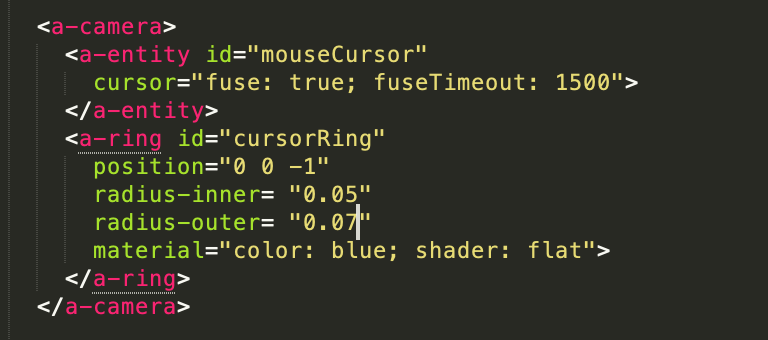 <a-camera>
<a-entity id="mouseCursor"
cursor="fuse: true; fuseTimeout: 1500">
</a-entity>
<a-ring id="cursorRing"
position="0 0 -1"
radius-inner= "0.05"
radius-outer= "0.07"
material="color: blue; shader: flat">
</a-ring>
</a-camera>